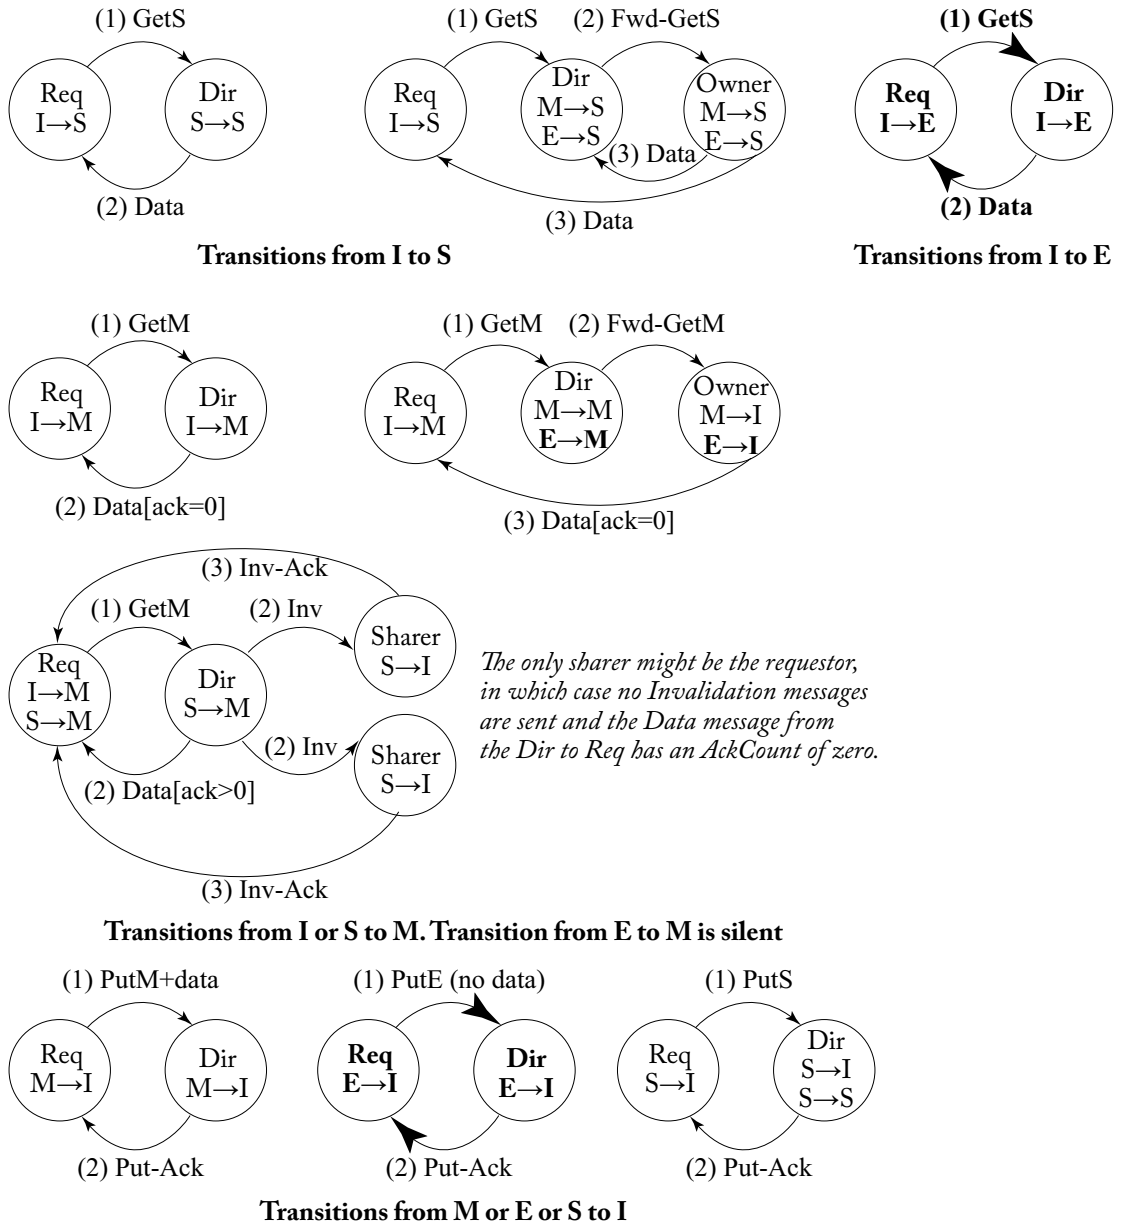 (1) GetS
Req
I→S
Dir
S→S
(2) Data
(1) GetS
(2) Fwd-GetS
Req
I→S
Dir
M→S
E→S
Owner
M→S
E→S
(3) Data
(3) Data
Transitions from I to S
(1) GetS
Req
I→E
Dir
I→E
(2) Data
Transitions from I to E
(1) GetM
Req
I→M
Dir
I→M
(2) Data[ack=0]
(1) GetM
(2) Fwd-GetM
Req
I→M
Dir
M→M
E→M
Owner
M→I
E→I
(3) Data[ack=0]
(3) Inv-Ack
(1) GetM
(2) Inv
Req
I→M
S→M
Dir
S→M
Sharer
S→I
(2) Inv
Sharer
S→I
(2) Data[ack>0]
(3) Inv-Ack
The only sharer might be the requestor,
in which case no Invalidation messages
are sent and the Data message from
the Dir to Req has an AckCount of zero.
Transitions from I or S to M. Transition from E to M is silent
(1) PutM+data
Req
M→I
Dir
M→I
(2) Put-Ack
(1) PutE (no data)
Req
E→I
Dir
E→I
(2) Put-Ack
(1) PutS
Req
S→I
Dir
S→I
S→S
(2) Put-Ack
Transitions from M or E or S to I